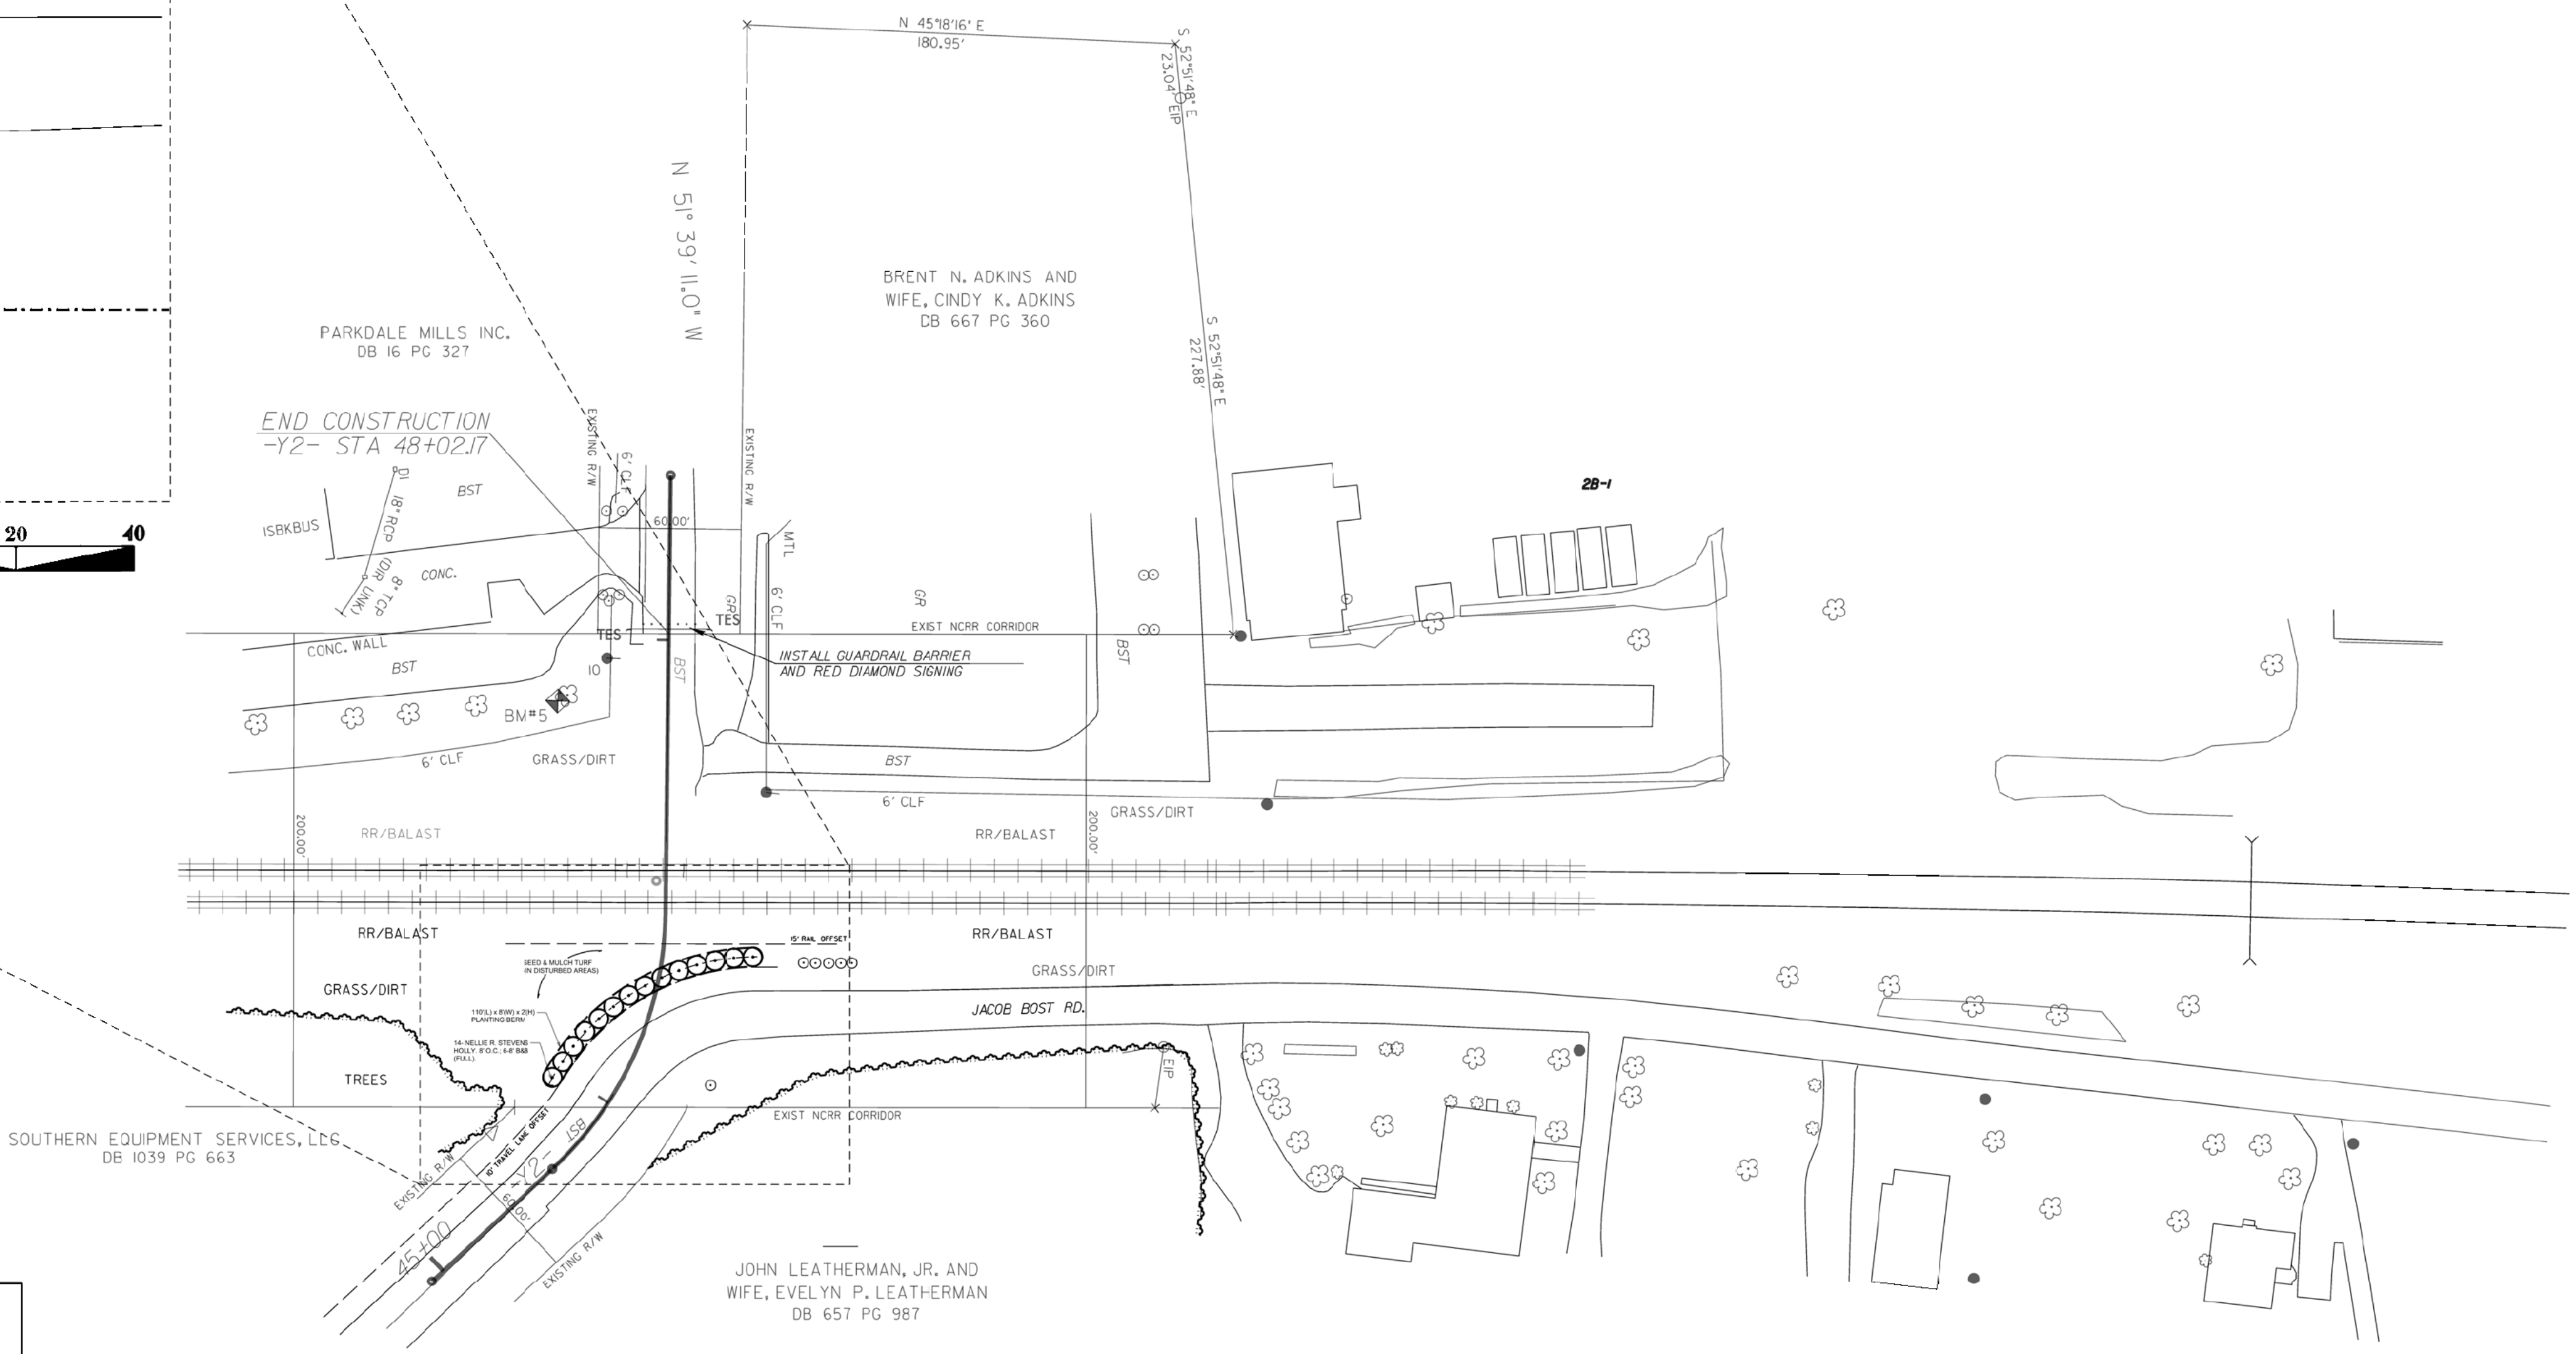 N 45°18'16" E
180.95'
S 52°51'48" E
23.04'
EIP
N 51° 39' 11.0" W
BRENT N. ADKINS AND
WIFE, CINDY K. ADKINS
DB 667 PG 360
S 52°51'48" E
227.88'
PARKDALE MILLS INC.
DB 16 PG 327
END CONSTRUCTION
-Y2- STA 48+02.17
EXISTING R/W
6' CLF
EXISTING R/W
DI
BST
18" RCP
1SBKBUS
60.00'
MTL
2B-1
20
40
CONC.
8" TCP
(DIR UNK)
GR
TES
6' CLF
GR
TES
EXIST NCRR CORRIDOR
CONC. WALL
BST
10
BST
INSTALL GUARDRAIL BARRIER
AND RED DIAMOND SIGNING
BST
BM#5
6' CLF
GRASS/DIRT
BST
6' CLF
GRASS/DIRT
200.00'
RR/BALAST
RR/BALAST
200.00'
RR/BALAST
15' RAIL OFFSET
RR/BALAST
SEED & MULCH TURF
(IN DISTURBED AREAS)
GRASS/DIRT
GRASS/DIRT
110'(L) x 8'(W) x 2'(H)
PLANTING BERM
JACOB BOST RD.
14- NELLIE R. STEVENS
HOLLY. 8' O.C.; 6-8' B&B
(FULL).
TREES
EIP
EXIST NCRR CORRIDOR
10' TRAVEL LANE OFFSET
BST
SOUTHERN EQUIPMENT SERVICES, LLC
DB 1039 PG 663
EXISTING R/W
-Y2-
60.00'
45+00
EXISTING R/W
JOHN LEATHERMAN, JR. AND
WIFE, EVELYN P. LEATHERMAN
DB 657 PG 987